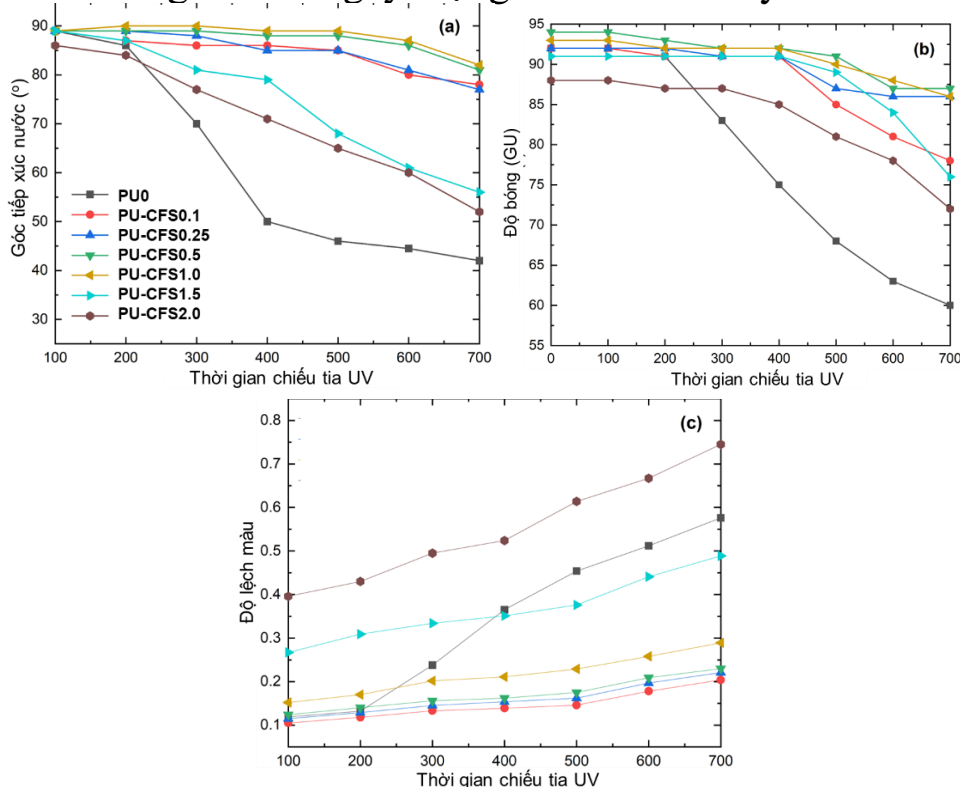 (a)
Góc tiếp xúc nước (°)
90
80
70
60
50
40
30
PU0
PU-CFS0.1
PU-CFS0.25
PU-CFS0.5
PU-CFS1.0
PU-CFS1.5
PU-CFS2.0
100 200 300 400 500 600 700
Thời gian chiếu tia UV
(b)
Độ bóng (GU)
95
90
85
80
75
70
65
60
55
0 100 200 300 400 500 600 700
Thời gian chiếu tia UV
(c)
Độ lệch màu
0.8
0.7
0.6
0.5
0.4
0.3
0.2
0.1
100 200 300 400 500 600 700
Thời gian chiếu tia UV